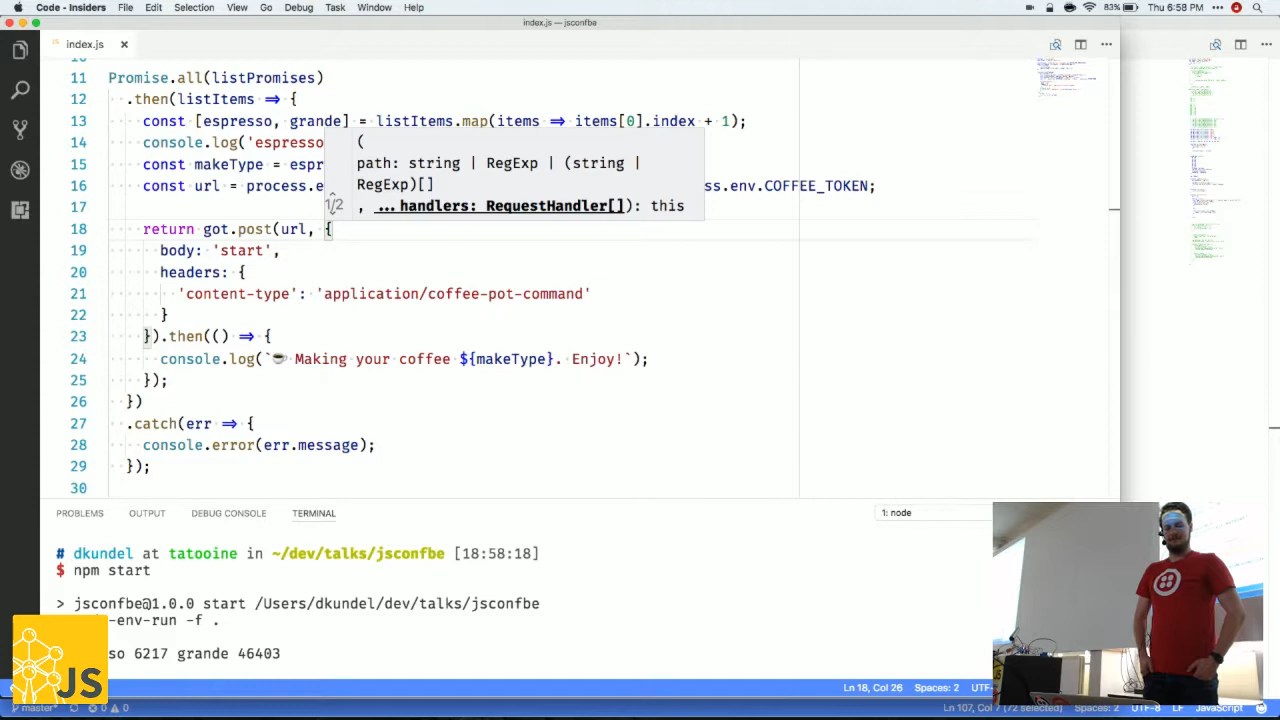 Code - Insiders File Edit Selection View Go Debug Task Window Help 83% Thu 6:58 PM
index.js — jsconfbe
index.js
11 Promise.all(listPromises)
12 .then(listItems => {
13 const [espresso, grande] = listItems.map(items => items[0].index + 1);
14 console.log('espresso
(
15 const makeType = espr
path: string | RegExp | (string |
16 const url = process.e
RegExp)[]
ss.env.COFFEE_TOKEN;
17
1/2
, ...handlers: RequestHandler[]): this
18 return got.post(url, {
19 body: 'start',
20 headers: {
21 'content-type': 'application/coffee-pot-command'
22 }
23 }).then(() => {
24 console.log(`☕ Making your coffee ${makeType}. Enjoy!`);
25 });
26 })
27 .catch(err => {
28 console.error(err.message);
29 });
30
PROBLEMS OUTPUT DEBUG CONSOLE TERMINAL 1: node
# dkundel at tatooine in ~/dev/talks/jsconfbe [18:58:18]
$ npm start
> jsconfbe@1.0.0 start /Users/dkundel/dev/talks/jsconfbe
-env-run -f .
so 6217 grande 46403
JS
Ln 18, Col 26 Spaces: 2 UTF-
master* 0 0 Ln 107, Col 7 (72 selected) Spaces: 2 UTF-8 LF JavaScript